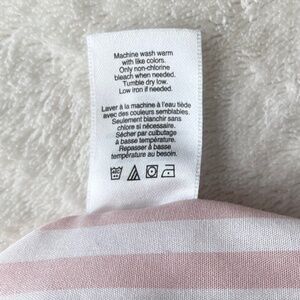 Machine wash warm
with like colors.
Only non-chlorine
bleach when needed.
Tumble dry low.
Low iron if needed.
Laver à la machine à l'eau tiède
avec des couleurs semblables.
Seulement blanchir sans
chlore si nécessaire.
Sécher par culbutage
à basse température.
Repasser à basse
température au besoin.